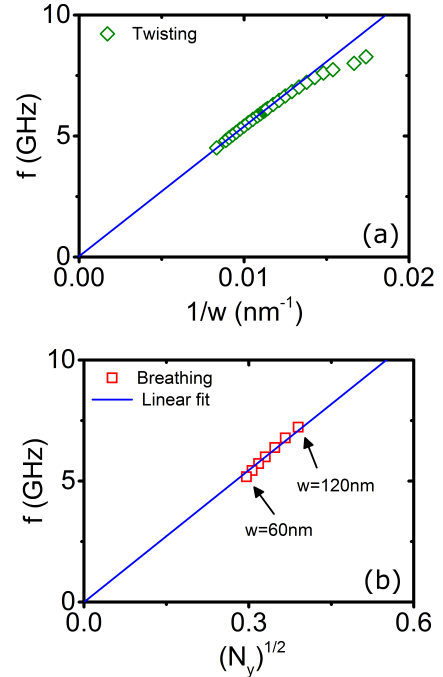 10
Twisting
f (GHz)
5
(a)
0
0.00
0.01
0.02
1/w (nm⁻¹)
10
Breathing
Linear fit
f (GHz)
5
w=120nm
w=60nm
(b)
0
0.0
0.3
0.6
(N_y)^1/2